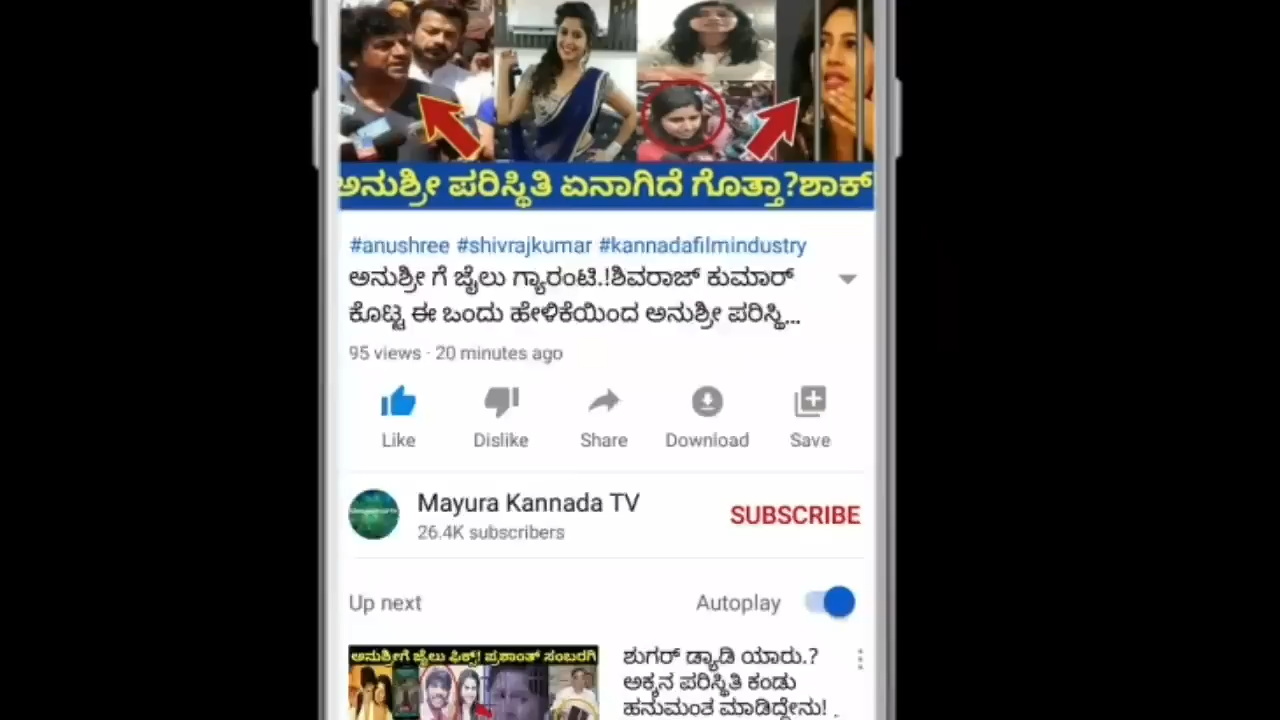 ಅನುಶ್ರೀ ಪರಿಸ್ಥಿತಿ ಏನಾಗಿದೆ ಗೊತ್ತಾ?ಶಾಕ್
#anushree #shivrajkumar #kannadafilmindustry
ಅನುಶ್ರೀ ಗೆ ಜೈಲು ಗ್ಯಾರಂಟಿ.!ಶಿವರಾಜ್ ಕುಮಾರ್
ಕೊಟ್ಟ ಈ ಒಂದು ಹೇಳಿಕೆಯಿಂದ ಅನುಶ್ರೀ ಪರಿಸ್ಥಿ...
95 views · 20 minutes ago
Like Dislike Share Download Save
Mayura Kannada TV
26.4K subscribers
SUBSCRIBE
Up next Autoplay
ಅನುಶ್ರೀಗೆ ಜೈಲು ಫಿಕ್ಸ್! ಪ್ರಶಾಂತ್ ಸಂಬರಗಿ
ಶುಗರ್ ಡ್ಯಾಡಿ ಯಾರು.?
ಅಕ್ಕನ ಪರಿಸ್ಥಿತಿ ಕಂಡು
ಹನುಮಂತ ಮಾಡಿದ್ದೇನು! .